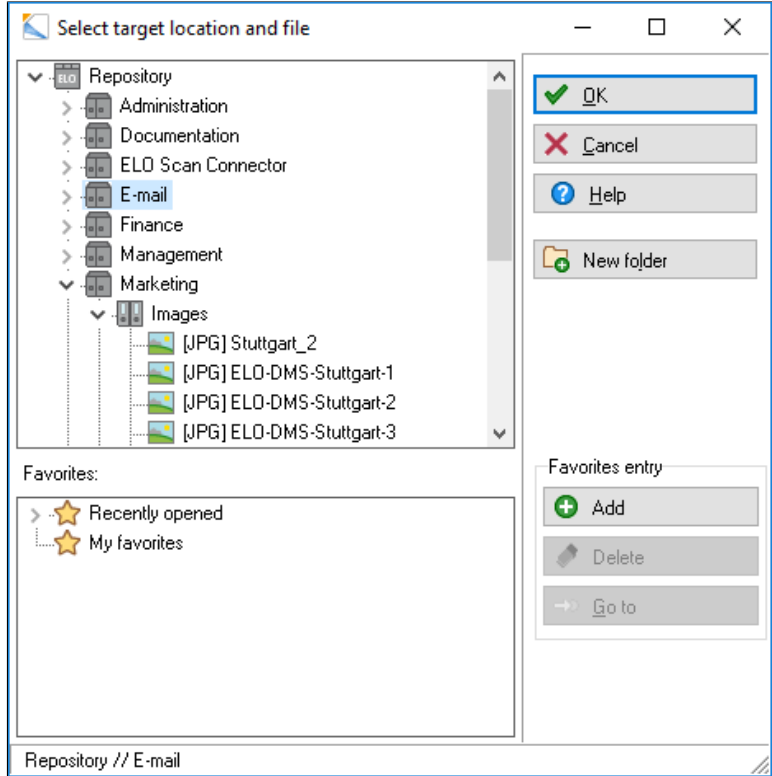 Select target location and file
ELO Repository
Administration
Documentation
ELO Scan Connector
E-mail
Finance
Management
Marketing
Images
[JPG] Stuttgart_2
[JPG] ELO-DMS-Stuttgart-1
[JPG] ELO-DMS-Stuttgart-2
[JPG] ELO-DMS-Stuttgart-3
OK
Cancel
Help
New folder
Favorites:
Recently opened
My favorites
Favorites entry
Add
Delete
Go to
Repository // E-mail